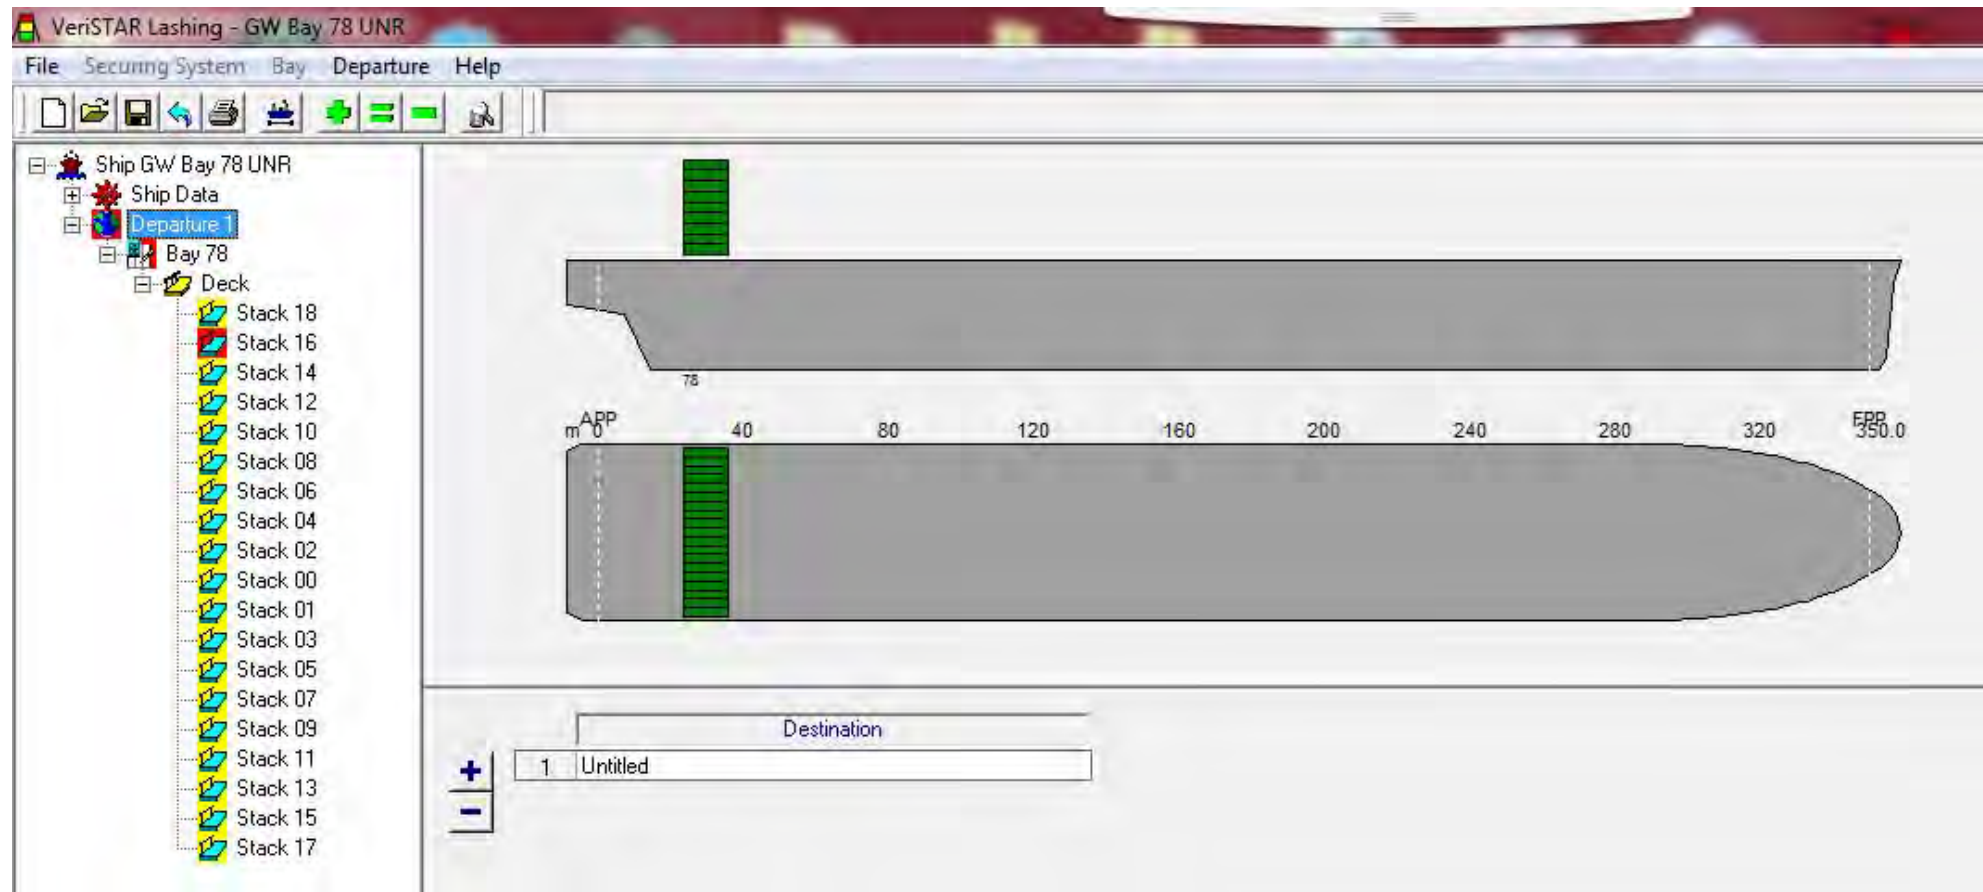 VeriSTAR Lashing - GW Bay 78 UNR
File Securing System Bay Departure Help
Ship GW Bay 78 UNR
Ship Data
Departure 1
Bay 78
Deck
Stack 18
Stack 16
Stack 14
Stack 12
Stack 10
Stack 08
Stack 06
Stack 04
Stack 02
Stack 00
Stack 01
Stack 03
Stack 05
Stack 07
Stack 09
Stack 11
Stack 13
Stack 15
Stack 17
78
APP FPP
m 0 40 80 120 160 200 240 280 320 350.0
Destination
1 Untitled